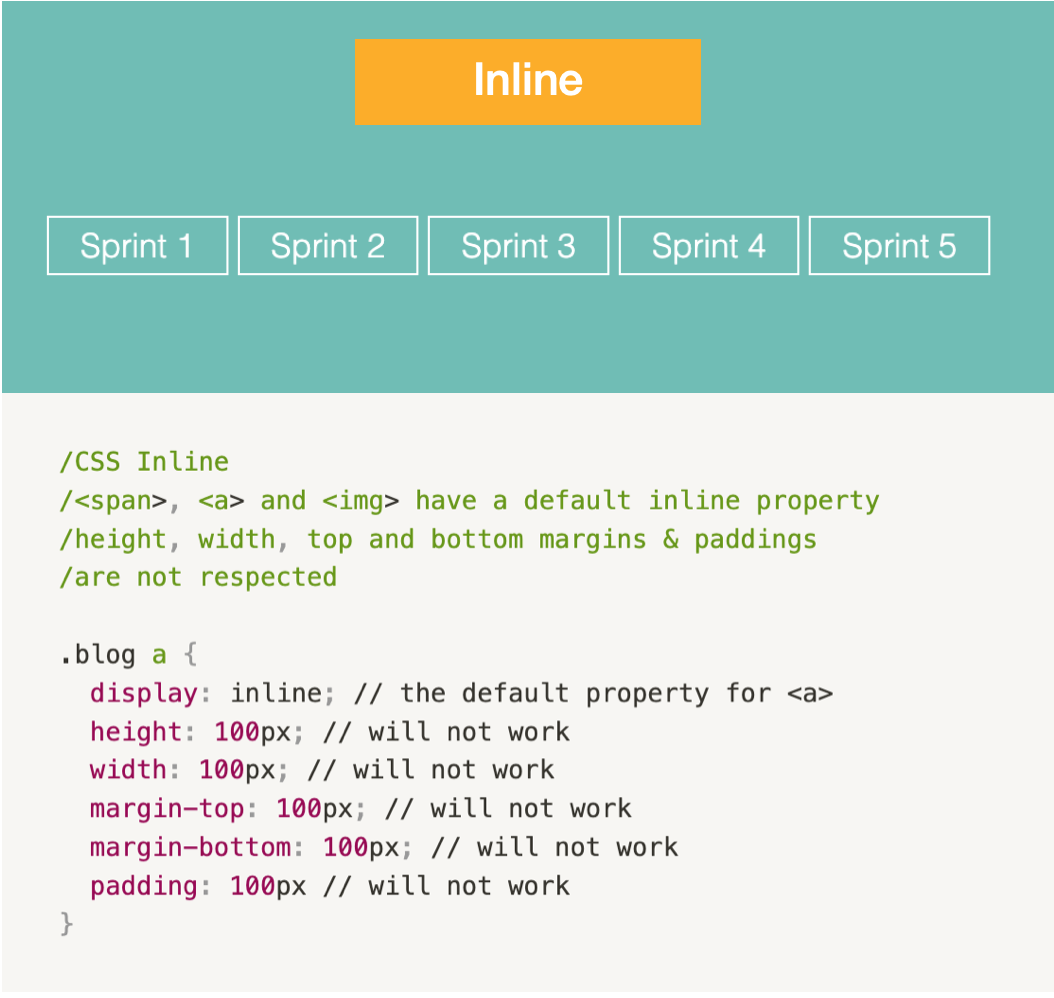 Inline
Sprint 1 Sprint 2 Sprint 3 Sprint 4 Sprint 5
/CSS Inline
/<span>, <a> and <img> have a default inline property
/height, width, top and bottom margins & paddings
/are not respected
.blog a {
  display: inline; // the default property for <a>
  height: 100px; // will not work
  width: 100px; // will not work
  margin-top: 100px; // will not work
  margin-bottom: 100px; // will not work
  padding: 100px // will not work
}